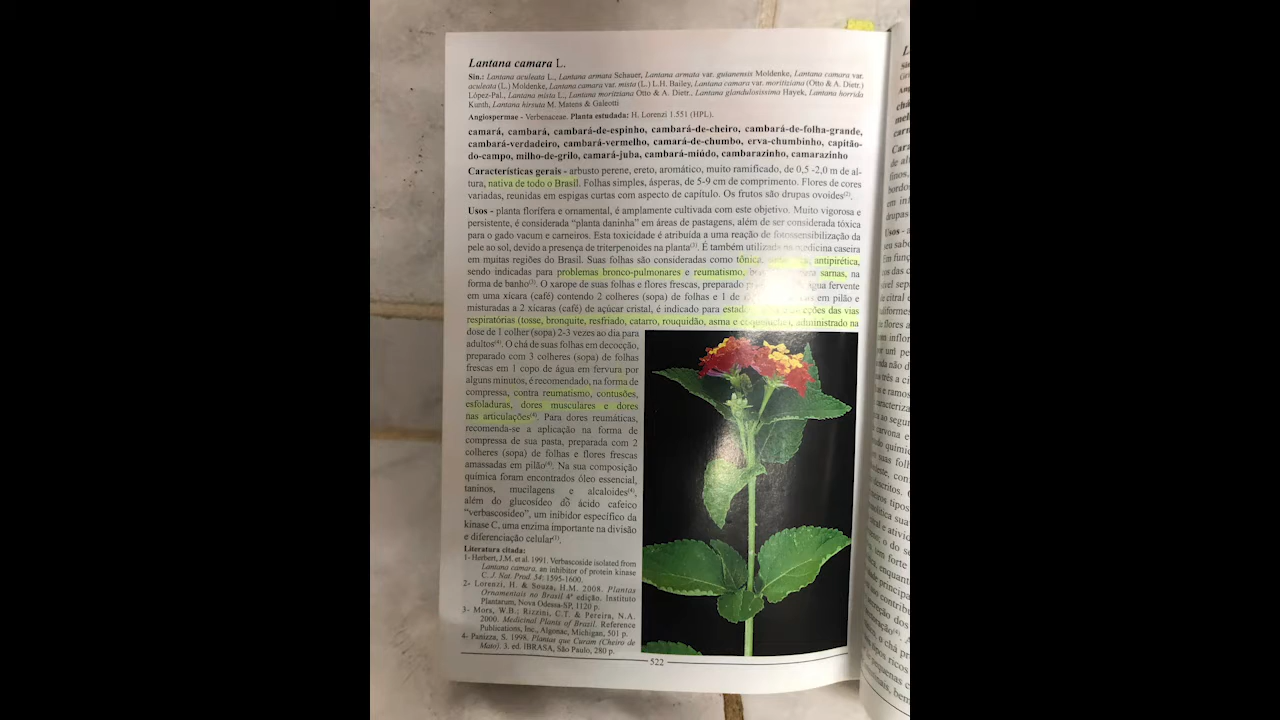 Lantana camara L.
Sin.: Lantana aculeata L., Lantana armata Schauer, Lantana armata var. guianensis Moldenke, Lantana camara var.
aculeata (L.) Moldenke, Lantana camara var. mista (L.) L.H. Bailey, Lantana camara var. moritiziana (Otto & A. Dietr.)
López-Pal., Lantana mista L., Lantana moritziana Otto & A. Dietr., Lantana glandulosissima Hayek, Lantana horrida
Kunth, Lantana hirsuta M. Matens & Galeotti
Angiospermae - Verbenaceae. Planta estudada: H. Lorenzi 1.551 (HPL).
camará, cambará, cambará-de-espinho, cambará-de-cheiro, cambará-de-folha-grande,
cambará-verdadeiro, cambará-vermelho, camará-de-chumbo, erva-chumbinho, capitão-
do-campo, milho-de-grilo, camará-juba, cambará-miúdo, cambarazinho, camarazinho
Características gerais - arbusto perene, ereto, aromático, muito ramificado, de 0,5 -2,0 m de al-
tura, nativa de todo o Brasil. Folhas simples, ásperas, de 5-9 cm de comprimento. Flores de cores
variadas, reunidas em espigas curtas com aspecto de capítulo. Os frutos são drupas ovoides(2).
Usos - planta florífera e ornamental, é amplamente cultivada com este objetivo. Muito vigorosa e
persistente, é considerada “planta daninha” em áreas de pastagens, além de ser considerada tóxica
para o gado vacum e carneiros. Esta toxicidade é atribuída a uma reação de fotossensibilização da
pele ao sol, devido a presença de triterpenoides na planta(3). É também utilizada na medicina caseira
em muitas regiões do Brasil. Suas folhas são consideradas como tônica, antipirética,
sendo indicadas para problemas bronco-pulmonares e reumatismo, sarnas, na
forma de banho(3). O xarope de suas folhas e flores frescas, preparado água fervente
em uma xícara (café) contendo 2 colheres (sopa) de folhas e 1 de em pilão e
misturadas a 2 xícaras (café) de açúcar cristal, é indicado para das vias
respiratórias (tosse, bronquite, resfriado, catarro, rouquidão, asma e administrado na
dose de 1 colher (sopa) 2-3 vezes ao dia para
adultos(4). O chá de suas folhas em decocção,
preparado com 3 colheres (sopa) de folhas
frescas em 1 copo de água em fervura por
alguns minutos, é recomendado, na forma de
compressa, contra reumatismo, contusões,
esfoladuras, dores musculares e dores
nas articulações(4). Para dores reumáticas,
recomenda-se a aplicação na forma de
compressa de sua pasta, preparada com 2
colheres (sopa) de folhas e flores frescas
amassadas em pilão(4). Na sua composição
química foram encontrados óleo essencial,
taninos, mucilagens e alcaloides(4),
além do glucosídeo do ácido cafeico
“verbascosídeo”, um inibidor específico da
kinase C, uma enzima importante na divisão
e diferenciação celular(1).
Literatura citada:
1- Herbert, J.M. et al. 1991. Verbascoside isolated from
Lantana camara, an inhibitor of protein kinase
C. J. Nat. Prod. 54: 1595-1600.
2- Lorenzi, H. & Souza, H.M. 2008. Plantas
Ornamentais no Brasil 4ª edição. Instituto
Plantarum, Nova Odessa-SP, 1120 p.
3- Mors, W.B.; Rizzini, C.T. & Pereira, N.A.
2000. Medicinal Plants of Brazil. Reference
Publications, Inc., Algonac, Michigan, 501 p.
4- Panizza, S. 1998. Plantas que Curam (Cheiro de
Mato). 3. ed. IBRASA, São Paulo, 280 p.
522